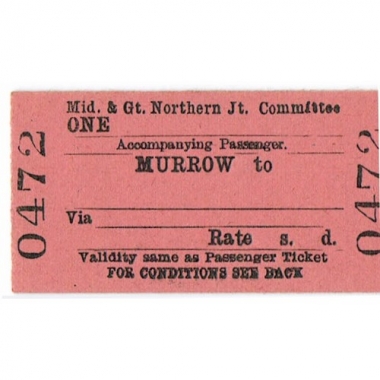 Mid. & Gt. Northern Jt. Committee
ONE
Accompanying Passenger.
MURROW to
Via
Rate s. d.
Validity same as Passenger Ticket
FOR CONDITIONS SEE BACK
0472
0472